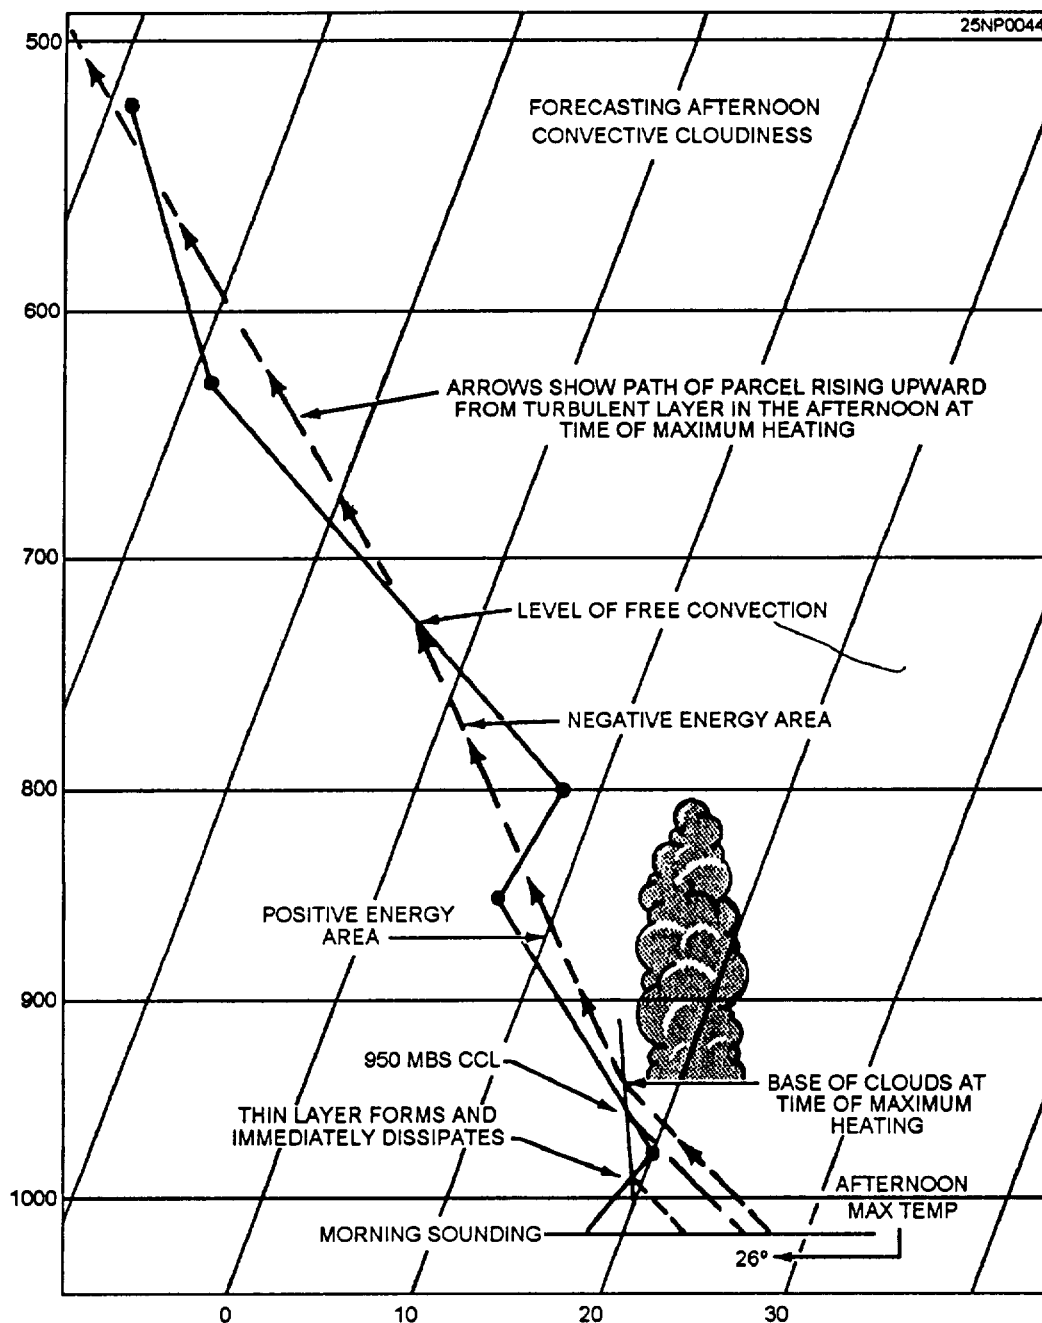 25NP0044
500
FORECASTING AFTERNOON
CONVECTIVE CLOUDINESS
600
ARROWS SHOW PATH OF PARCEL RISING UPWARD
FROM TURBULENT LAYER IN THE AFTERNOON AT
TIME OF MAXIMUM HEATING
700
LEVEL OF FREE CONVECTION
NEGATIVE ENERGY AREA
800
POSITIVE ENERGY
AREA
900
950 MBS CCL
BASE OF CLOUDS AT
TIME OF MAXIMUM
HEATING
THIN LAYER FORMS AND
IMMEDIATELY DISSIPATES
1000
AFTERNOON
MAX TEMP
MORNING SOUNDING
26°
0 10 20 30